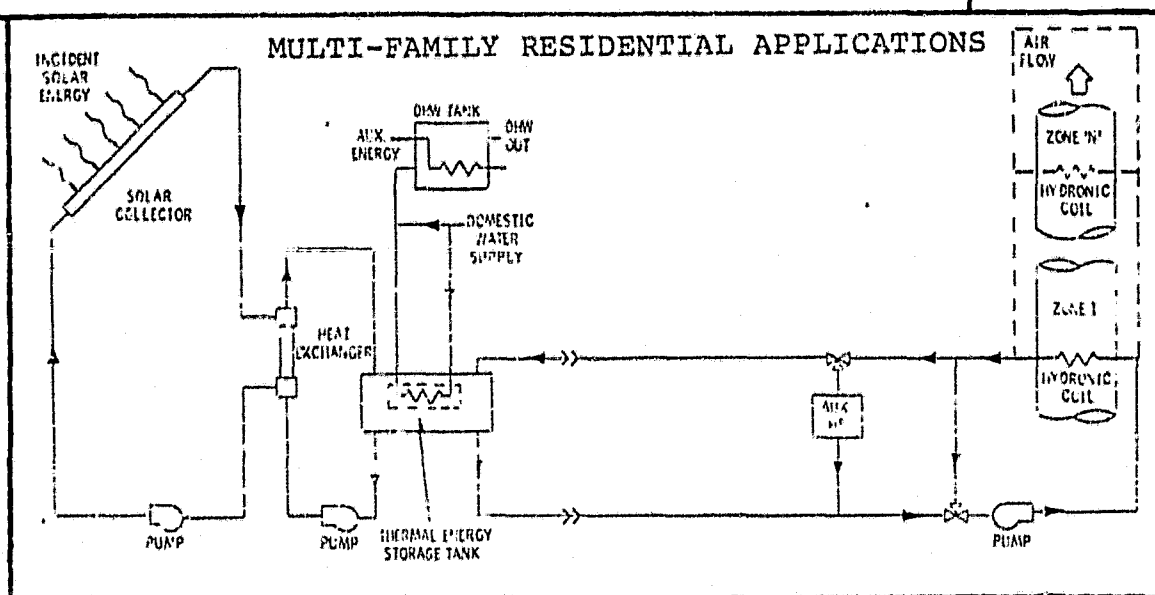 MULTI-FAMILY RESIDENTIAL APPLICATIONS
INCIDENT
SOLAR
ENERGY
SOLAR
COLLECTOR
DHW TANK
AUX.
ENERGY
DHW
OUT
DOMESTIC
WATER
SUPPLY
HEAT
EXCHANGER
AIR
FLOW
ZONE 'N'
HYDRONIC
COIL
ZONE 1
HYDRONIC
COIL
AUX
PUMP
PUMP
THERMAL ENERGY
STORAGE TANK
PUMP